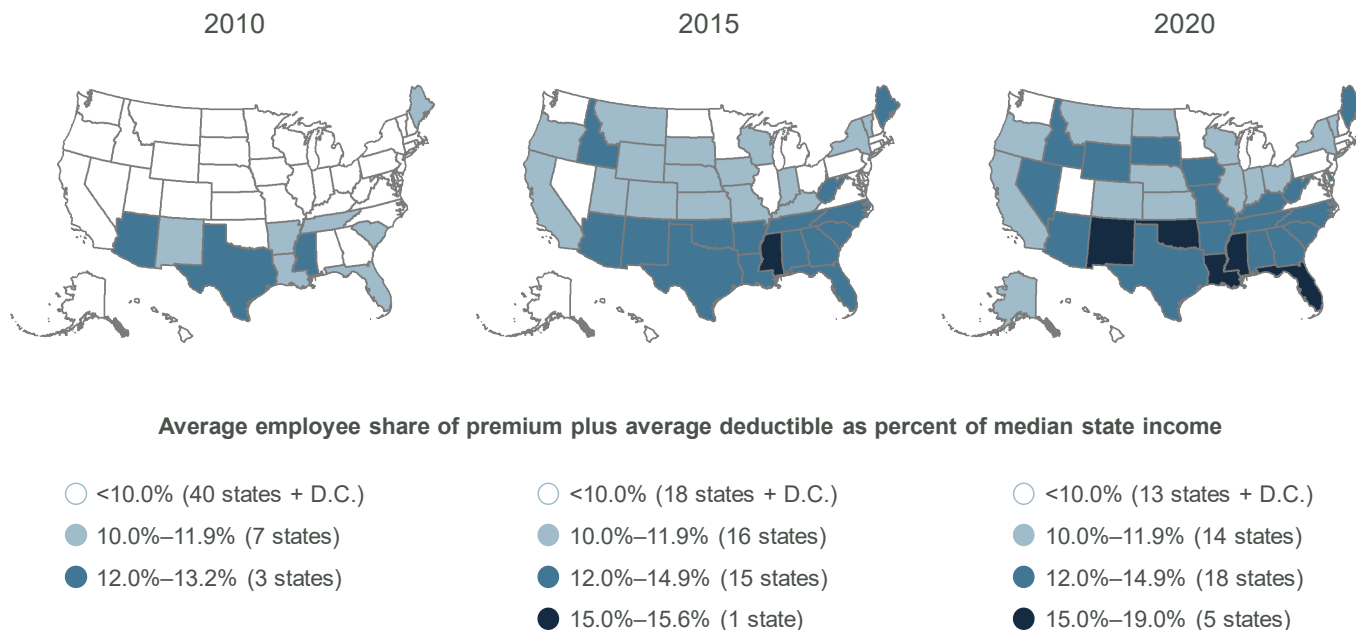 2010
2015
2020
Average employee share of premium plus average deductible as percent of median state income
<10.0% (40 states + D.C.)
10.0%–11.9% (7 states)
12.0%–13.2% (3 states)
<10.0% (18 states + D.C.)
10.0%–11.9% (16 states)
12.0%–14.9% (15 states)
15.0%–15.6% (1 state)
<10.0% (13 states + D.C.)
10.0%–11.9% (14 states)
12.0%–14.9% (18 states)
15.0%–19.0% (5 states)